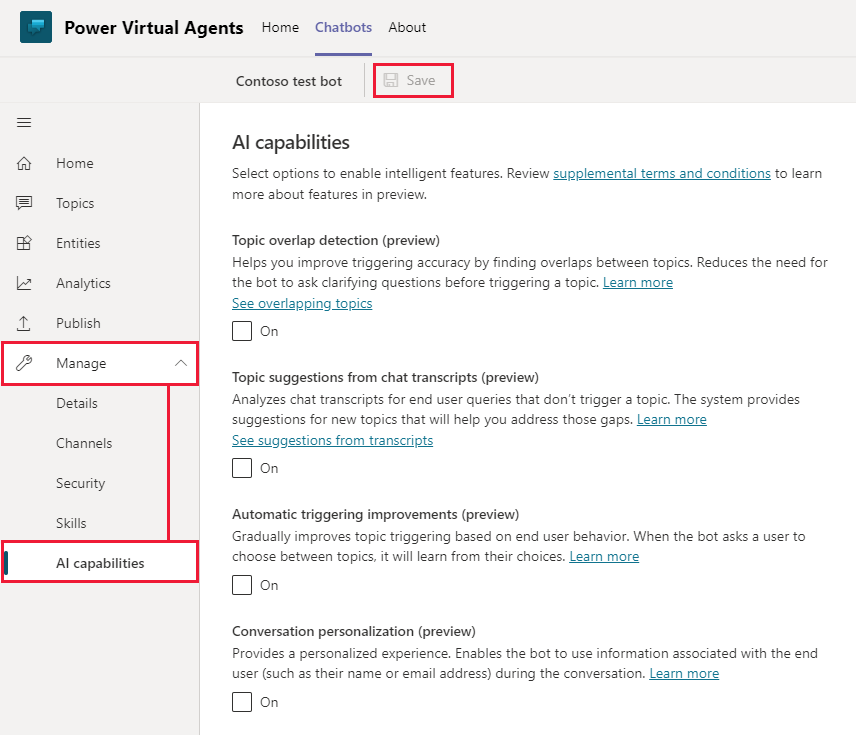 Power Virtual Agents Home Chatbots About
Contoso test bot Save
Home
Topics
Entities
Analytics
Publish
Manage
Details
Channels
Security
Skills
AI capabilities
AI capabilities
Select options to enable intelligent features. Review supplemental terms and conditions to learn
more about features in preview.
Topic overlap detection (preview)
Helps you improve triggering accuracy by finding overlaps between topics. Reduces the need for
the bot to ask clarifying questions before triggering a topic. Learn more
See overlapping topics
On
Topic suggestions from chat transcripts (preview)
Analyzes chat transcripts for end user queries that don’t trigger a topic. The system provides
suggestions for new topics that will help you address those gaps. Learn more
See suggestions from transcripts
On
Automatic triggering improvements (preview)
Gradually improves topic triggering based on end user behavior. When the bot asks a user to
choose between topics, it will learn from their choices. Learn more
On
Conversation personalization (preview)
Provides a personalized experience. Enables the bot to use information associated with the end
user (such as their name or email address) during the conversation. Learn more
On